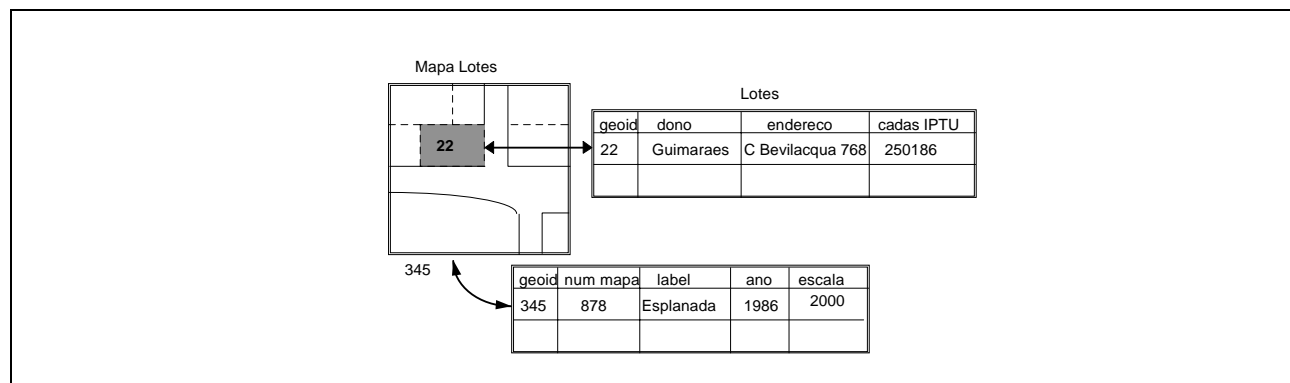 Mapa Lotes
Lotes
geoid dono endereco cadas IPTU
22
22 Guimaraes C Bevilacqua 768 250186
345
geoid num mapa label ano escala
345 878 Esplanada 1986 2000